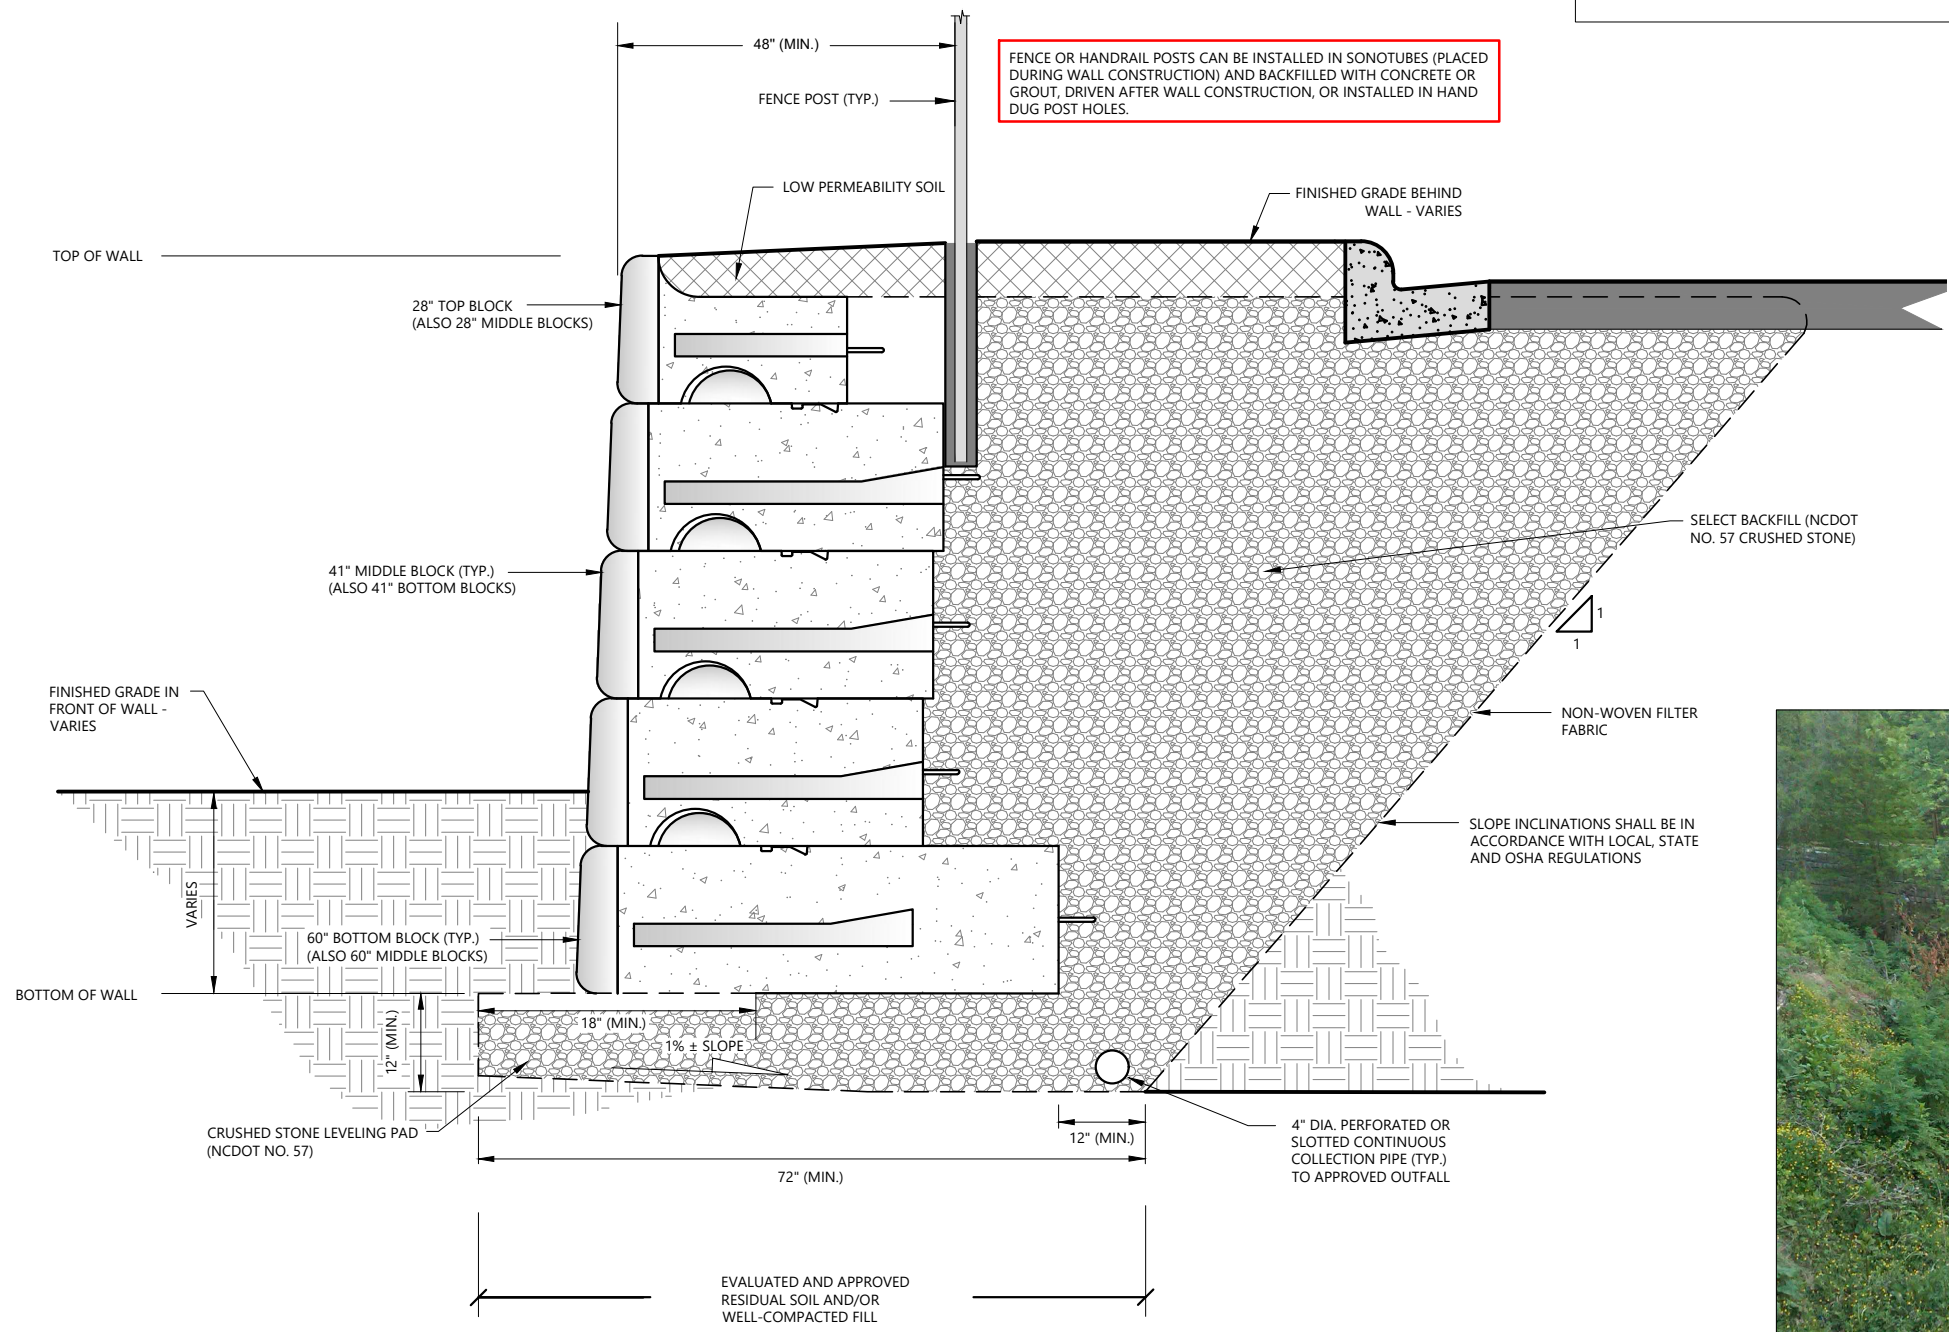 48" (MIN.)
FENCE OR HANDRAIL POSTS CAN BE INSTALLED IN SONOTUBES (PLACED
DURING WALL CONSTRUCTION) AND BACKFILLED WITH CONCRETE OR
GROUT, DRIVEN AFTER WALL CONSTRUCTION, OR INSTALLED IN HAND
DUG POST HOLES.
FENCE POST (TYP.)
LOW PERMEABILITY SOIL
FINISHED GRADE BEHIND
WALL - VARIES
TOP OF WALL
28" TOP BLOCK
(ALSO 28" MIDDLE BLOCKS)
SELECT BACKFILL (NCDOT
NO. 57 CRUSHED STONE)
41" MIDDLE BLOCK (TYP.)
(ALSO 41" BOTTOM BLOCKS)
1
1
FINISHED GRADE IN
FRONT OF WALL -
VARIES
NON-WOVEN FILTER
FABRIC
SLOPE INCLINATIONS SHALL BE IN
ACCORDANCE WITH LOCAL, STATE
AND OSHA REGULATIONS
VARIES
60" BOTTOM BLOCK (TYP.)
(ALSO 60" MIDDLE BLOCKS)
BOTTOM OF WALL
18" (MIN.)
12" (MIN.)
1% ± SLOPE
CRUSHED STONE LEVELING PAD
(NCDOT NO. 57)
12" (MIN.)
4" DIA. PERFORATED OR
SLOTTED CONTINUOUS
COLLECTION PIPE (TYP.)
TO APPROVED OUTFALL
72" (MIN.)
EVALUATED AND APPROVED
RESIDUAL SOIL AND/OR
WELL-COMPACTED FILL